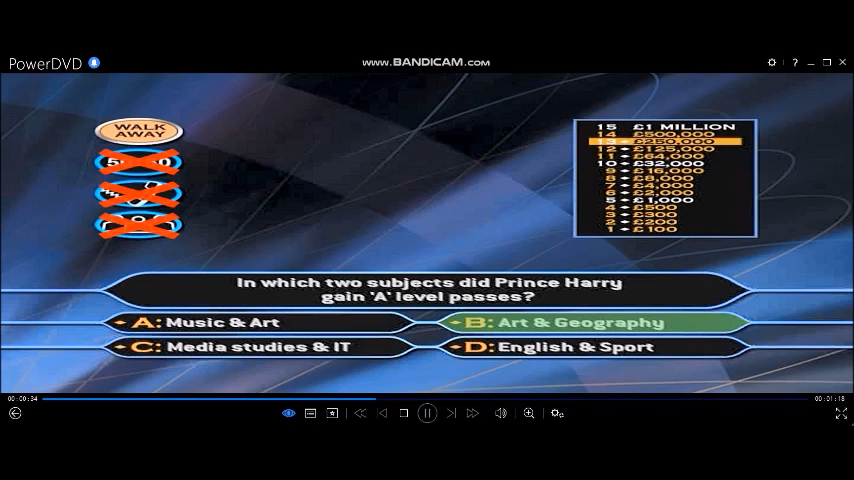 PowerDVD
www.BANDICAM.com
WALK
AWAY
15 £1 MILLION
14 £500,000
13 £250,000
12 £125,000
11 £64,000
10 £32,000
9 £16,000
8 £8,000
7 £4,000
6 £2,000
5 £1,000
4 £500
3 £300
2 £200
1 £100
In which two subjects did Prince Harry
gain 'A' level passes?
A: Music & Art
B: Art & Geography
C: Media studies & IT
D: English & Sport
00:00:34
00:01:18